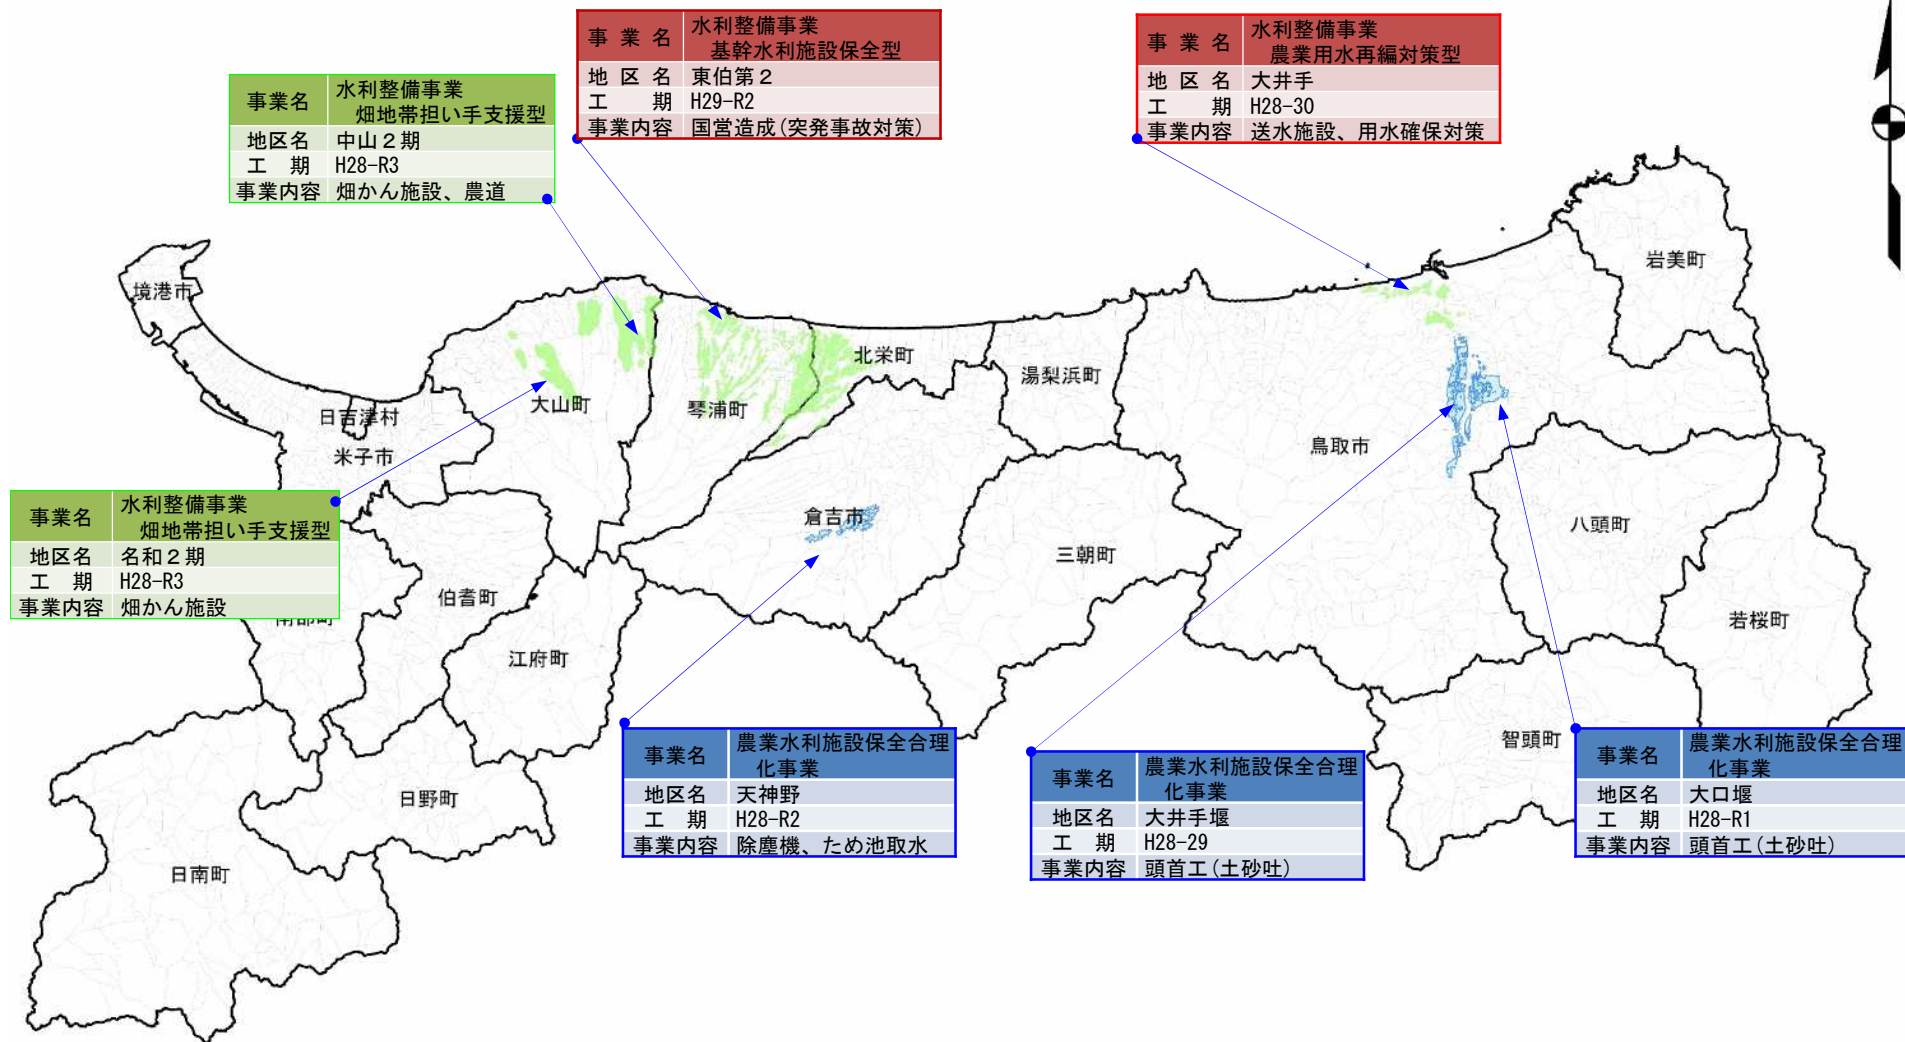 事 業 名 水利整備事業
基幹水利施設保全型
地 区 名 東伯第２
工 期 H29-R2
事業内容 国営造成(突発事故対策)
事 業 名 水利整備事業
農業用水再編対策型
地 区 名 大井手
工 期 H28-30
事業内容 送水施設、用水確保対策
事業名 水利整備事業
畑地帯担い手支援型
地区名 中山２期
工 期 H28-R3
事業内容 畑かん施設、農道
岩美町
境港市
北栄町
湯梨浜町
日吉津村
大山町
琴浦町
米子市
鳥取市
事業名 水利整備事業
畑地帯担い手支援型
地区名 名和２期
工 期 H28-R3
事業内容 畑かん施設
倉吉市
八頭町
三朝町
伯耆町
南部町
若桜町
江府町
智頭町
日野町
日南町
事業名 農業水利施設保全合理
化事業
地区名 天神野
工 期 H28-R2
事業内容 除塵機、ため池取水
事業名 農業水利施設保全合理
化事業
地区名 大井手堰
工 期 H28-29
事業内容 頭首工(土砂吐)
事業名 農業水利施設保全合理
化事業
地区名 大口堰
工 期 H28-R1
事業内容 頭首工(土砂吐)